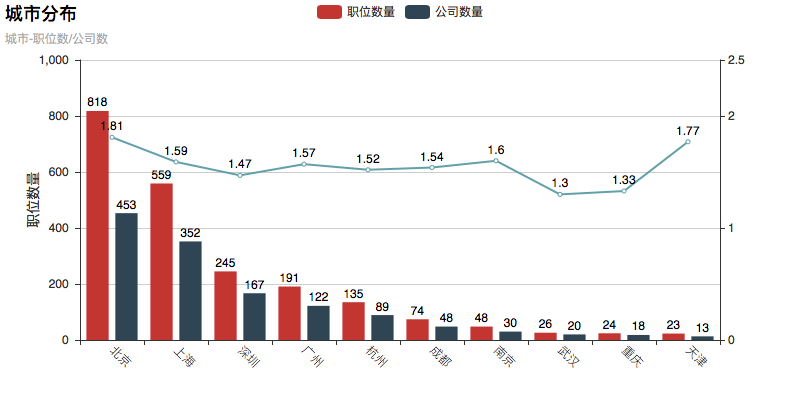 城市分布
城市-职位数/公司数
职位数量 公司数量
职位数量
1,000
800
600
400
200
0
2.5
2
1
0
818
453
559
352
245
167
191
122
135
89
74
48
48
30
26
20
24
18
23
13
1.81
1.59
1.47
1.57
1.52
1.54
1.6
1.3
1.33
1.77
北京
上海
深圳
广州
杭州
成都
南京
武汉
重庆
天津